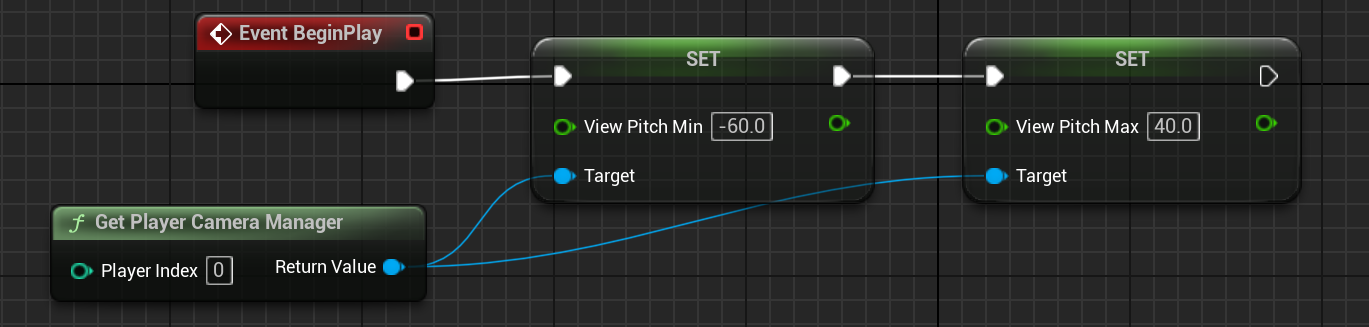 Event BeginPlay
SET
View Pitch Min -60.0
Target
SET
View Pitch Max 40.0
Target
f Get Player Camera Manager
Player Index 0 Return Value